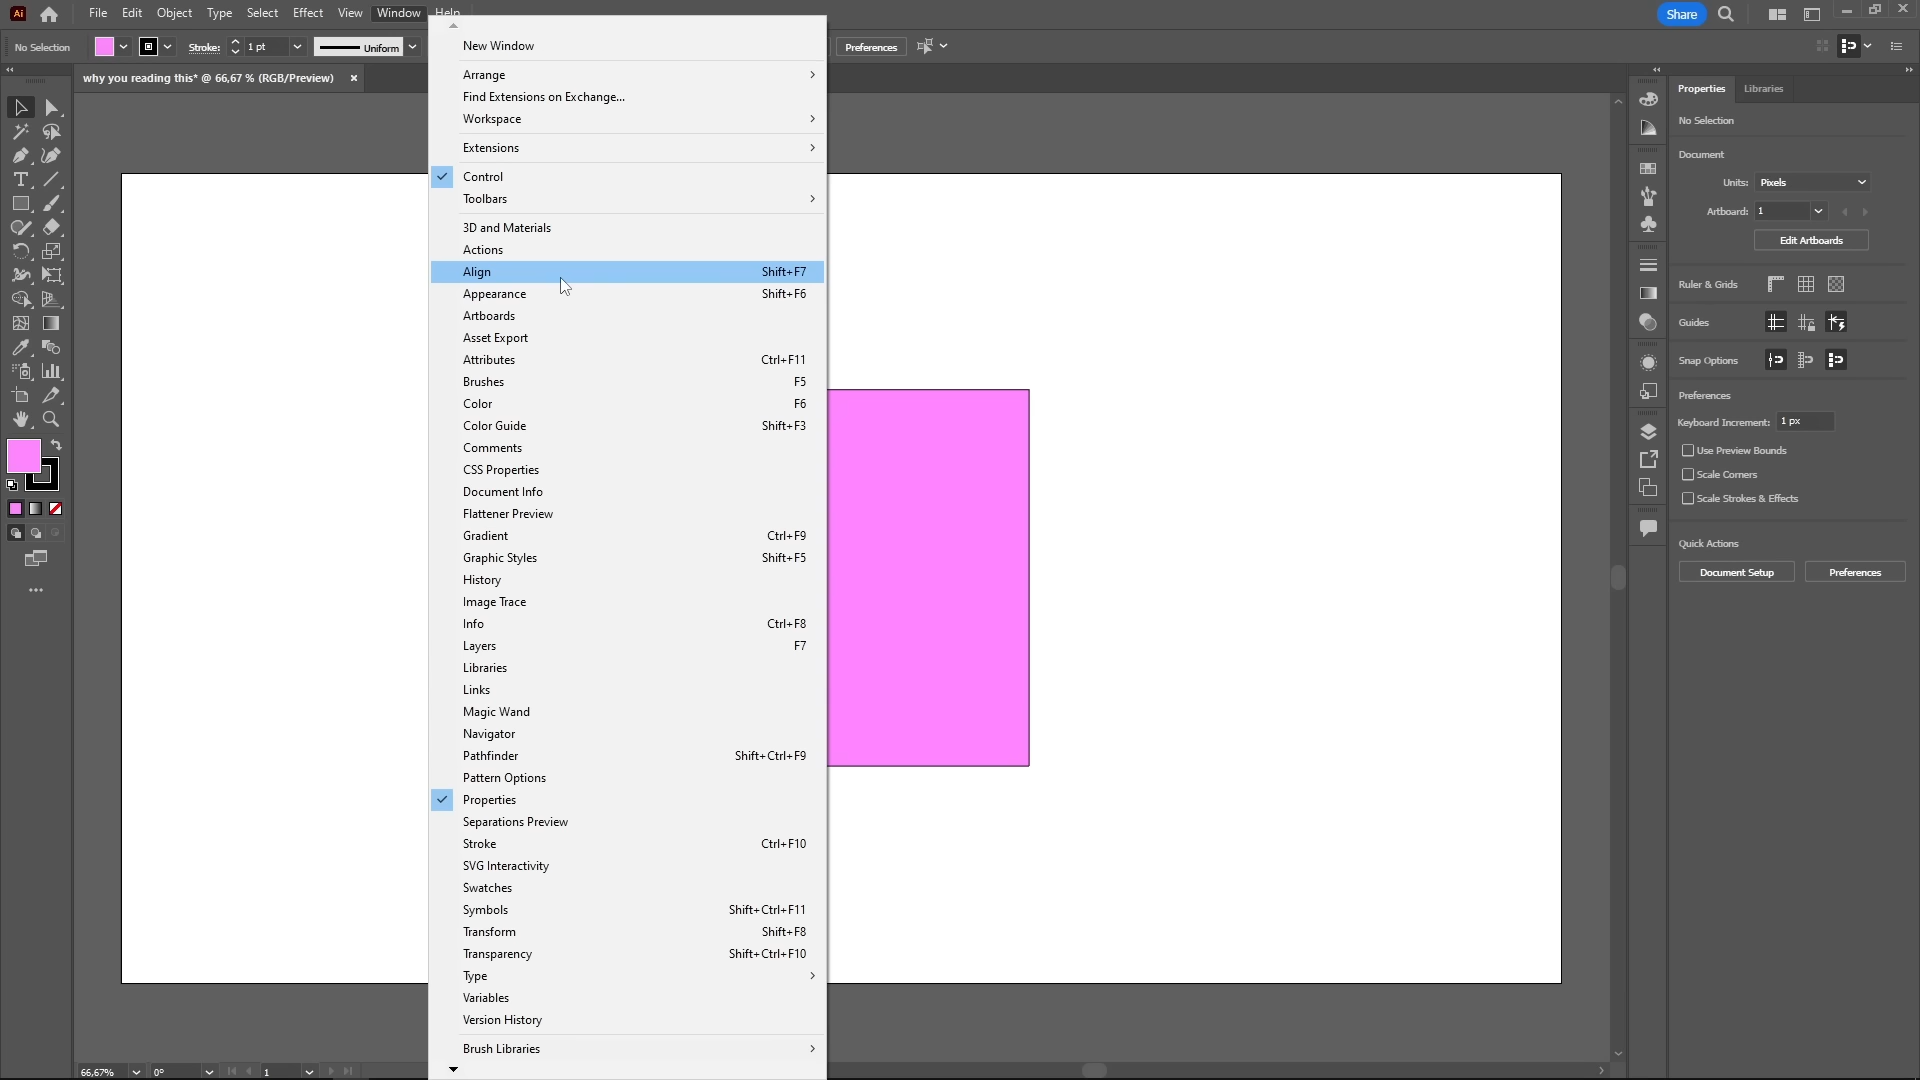 Ai File Edit Object Type Select Effect View Window Help Share
No Selection Stroke: 1 pt Uniform Preferences
why you reading this* @ 66,67 % (RGB/Preview)
New Window
Arrange
Find Extensions on Exchange...
Workspace
Extensions
Control
Toolbars
3D and Materials
Actions
Align Shift+F7
Appearance Shift+F6
Artboards
Asset Export
Attributes Ctrl+F11
Brushes F5
Color F6
Color Guide Shift+F3
Comments
CSS Properties
Document Info
Flattener Preview
Gradient Ctrl+F9
Graphic Styles Shift+F5
History
Image Trace
Info Ctrl+F8
Layers F7
Libraries
Links
Magic Wand
Navigator
Pathfinder Shift+Ctrl+F9
Pattern Options
Properties
Separations Preview
Stroke Ctrl+F10
SVG Interactivity
Swatches
Symbols Shift+Ctrl+F11
Transform Shift+F8
Transparency Shift+Ctrl+F10
Type
Variables
Version History
Brush Libraries
Properties Libraries
No Selection
Document
Units: Pixels
Artboard: 1
Edit Artboards
Ruler & Grids
Guides
Snap Options
Preferences
Keyboard Increment: 1 px
Use Preview Bounds
Scale Corners
Scale Strokes & Effects
Quick Actions
Document Setup Preferences
66,67% 0° 1